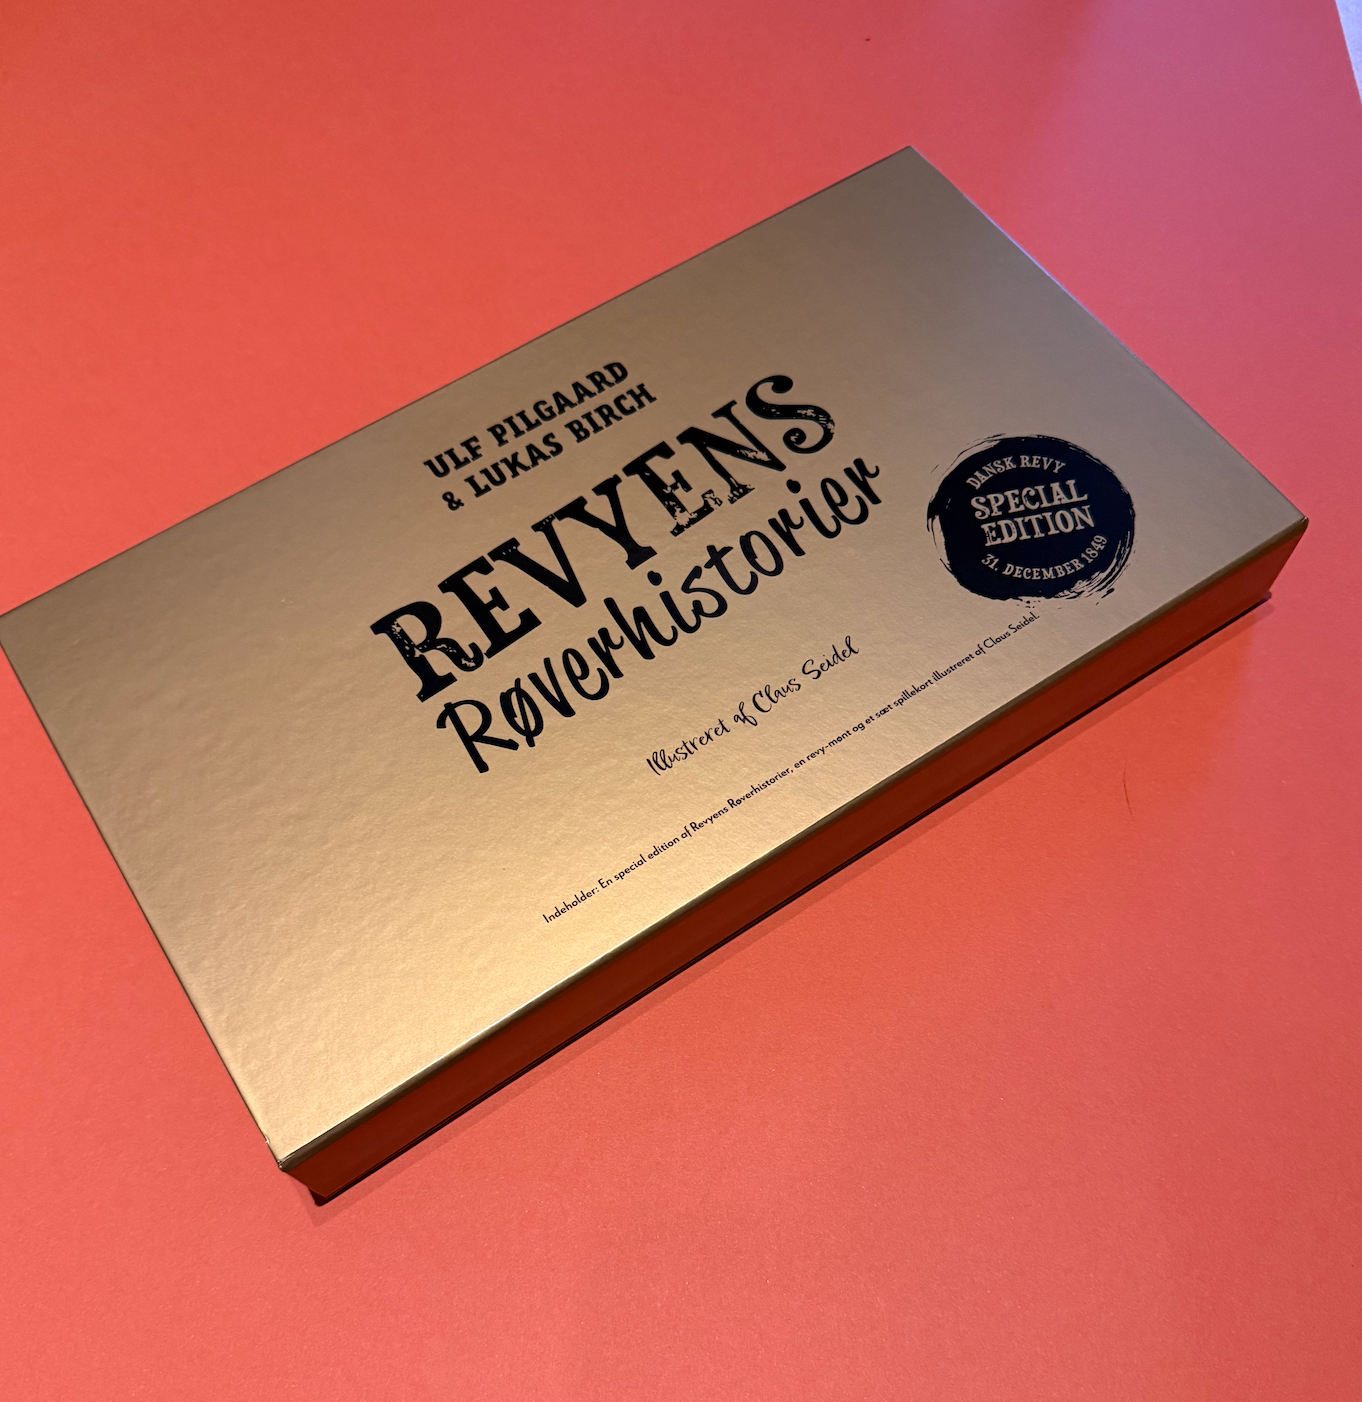 ULF PILGAARD
& LUKAS BIRCH
REVYENS
Røverhistorier
Illustreret af Claus Seidel
DANSK REVY
SPECIAL
EDITION
31. DECEMBER 1849
Indeholder: En special edition af Revyens Røverhistorier, en revy-mønt og et sæt spillekort illustreret af Claus Seidel.